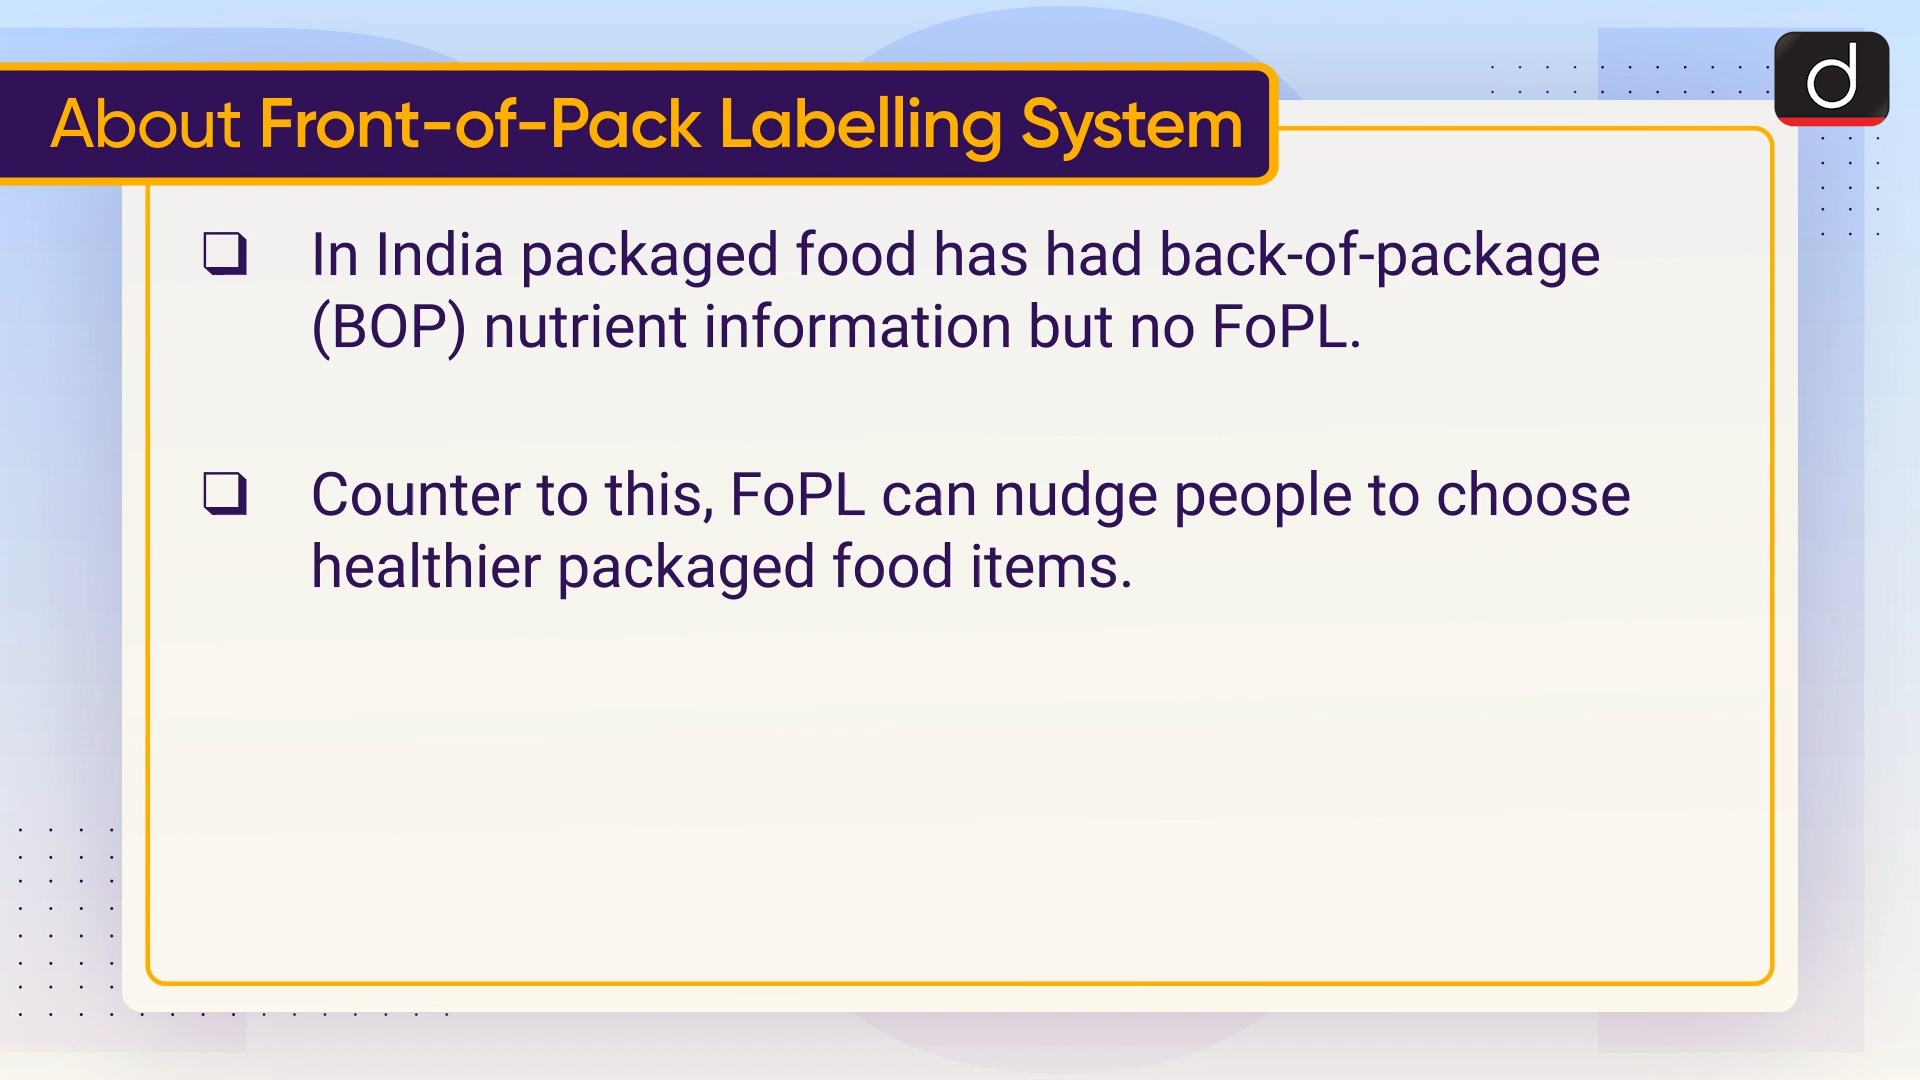 About Front-of-Pack Labelling System
In India packaged food has had back-of-package
(BOP) nutrient information but no FoPL.
Counter to this, FoPL can nudge people to choose
healthier packaged food items.
d